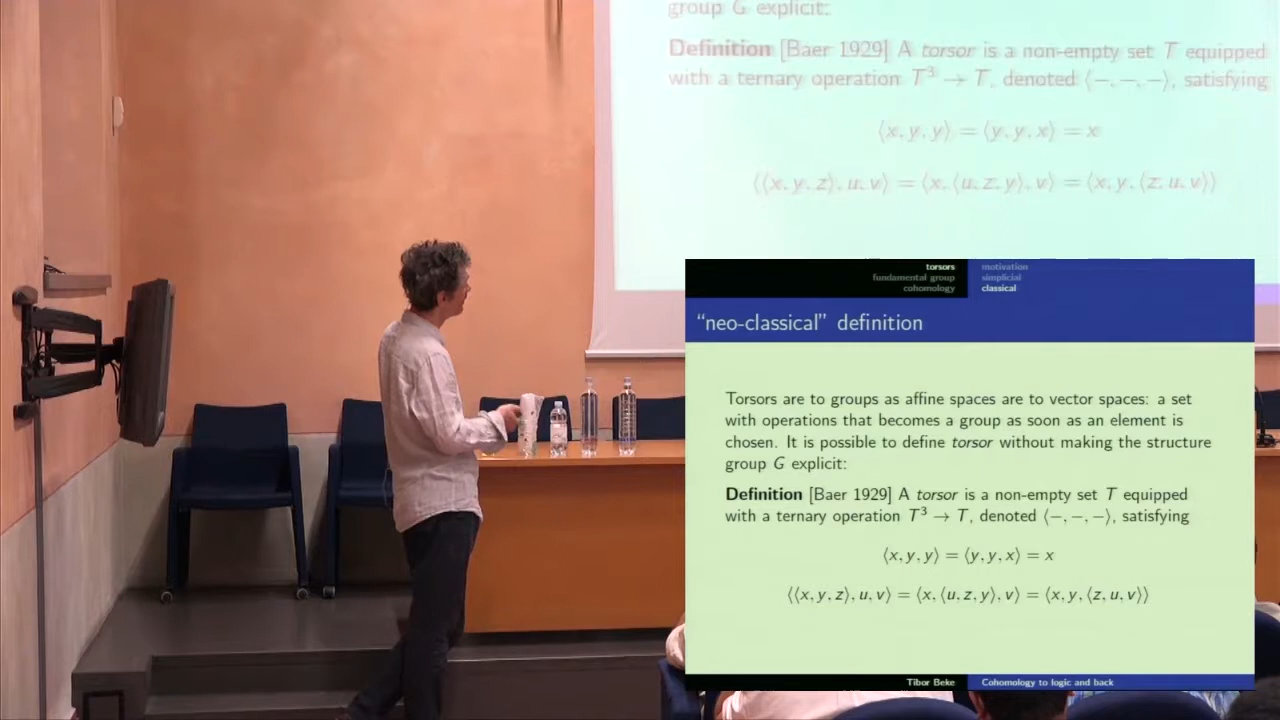 group G explicit:
Definition [Baer 1929] A torsor is a non-empty set T equipped
with a ternary operation T³ → T, denoted ⟨−, −, −⟩, satisfying
⟨x, y, y⟩ = ⟨y, y, x⟩ = x
⟨⟨x, y, z⟩, u, v⟩ = ⟨x, ⟨u, z, y⟩, v⟩ = ⟨x, y, ⟨z, u, v⟩⟩
torsors
fundamental group
cohomology
motivation
simplicial
classical
“neo-classical” definition
Torsors are to groups as affine spaces are to vector spaces: a set
with operations that becomes a group as soon as an element is
chosen. It is possible to define torsor without making the structure
group G explicit:
Definition [Baer 1929] A torsor is a non-empty set T equipped
with a ternary operation T³ → T, denoted ⟨−, −, −⟩, satisfying
⟨x, y, y⟩ = ⟨y, y, x⟩ = x
⟨⟨x, y, z⟩, u, v⟩ = ⟨x, ⟨u, z, y⟩, v⟩ = ⟨x, y, ⟨z, u, v⟩⟩
Tibor Beke
Cohomology to logic and back